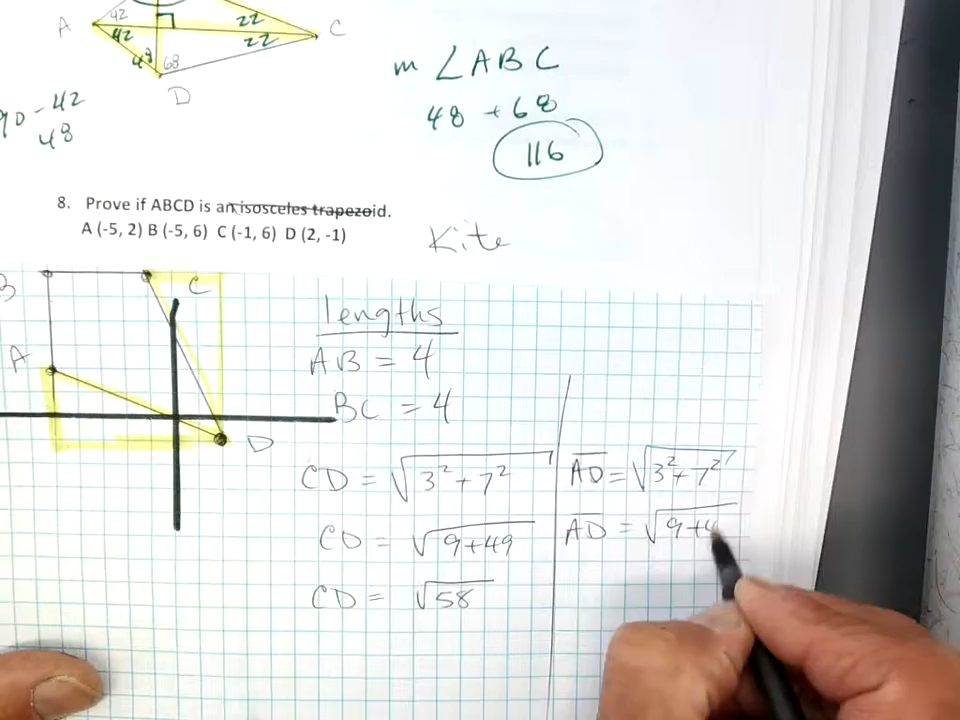 A 42 22 C
42 22
48 68
D
90 - 42
48
m ∠ABC
48 + 68
116
8. Prove if ABCD is an isosceles trapezoid.
A (-5, 2) B (-5, 6) C (-1, 6) D (2, -1)
Kite
B C
A
D
lengths
AB = 4
BC = 4
CD = √3² + 7²
CD = √9+49
CD = √58
AD = √3² + 7²
AD = √9+4